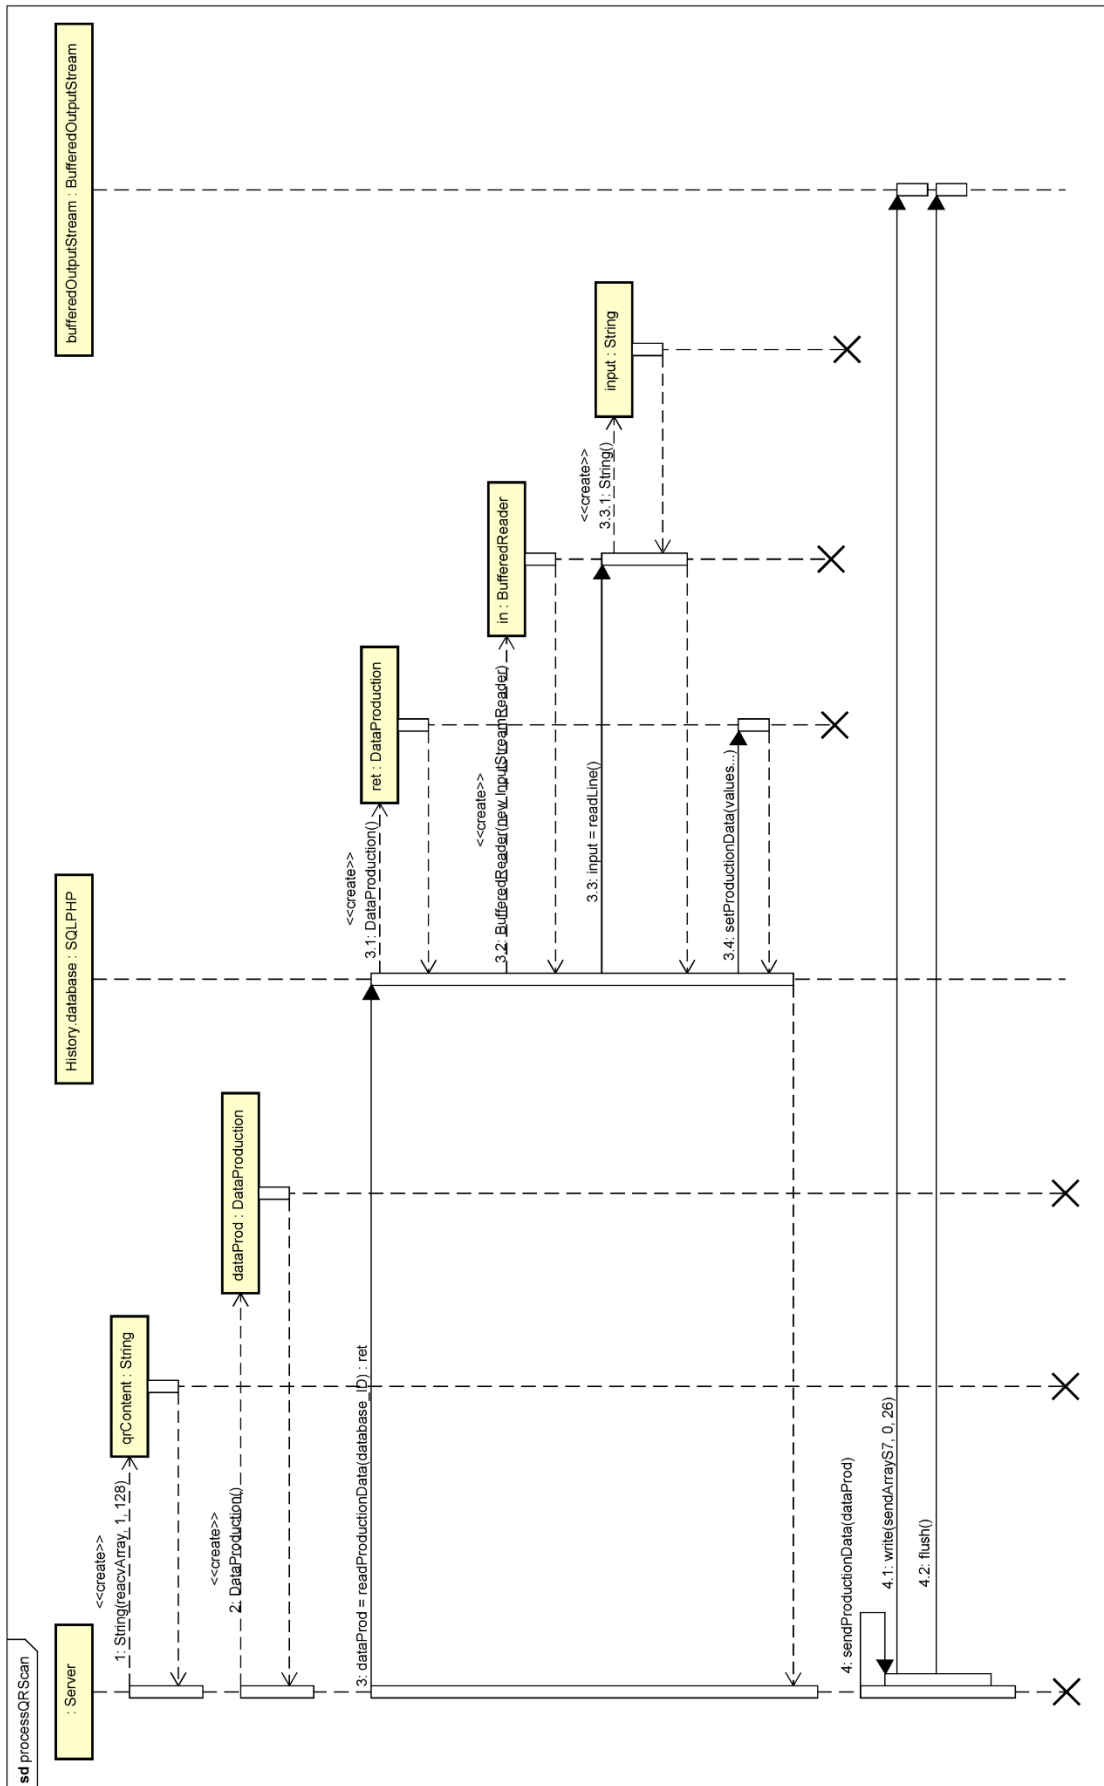 sd processQRScan
: Server
qrContent : String
dataProd : DataProduction
History.database : SQLPHP
ret : DataProduction
in : BufferedReader
input : String
bufferedOutputStream : BufferedOutputStream
<<create>>
1: String(reacvArray, 1, 128)
<<create>>
2: DataProduction()
3: dataProd = readProductionData(database_ID) : ret
<<create>>
3.1: DataProduction()
<<create>>
3.2: BufferedReader(new InputStreamReader)
3.3: input = readLine()
<<create>>
3.3.1: String()
3.4: setProductionData(values...)
4: sendProductionData(dataProd)
4.1: write(sendArrayS7, 0, 26)
4.2: flush()